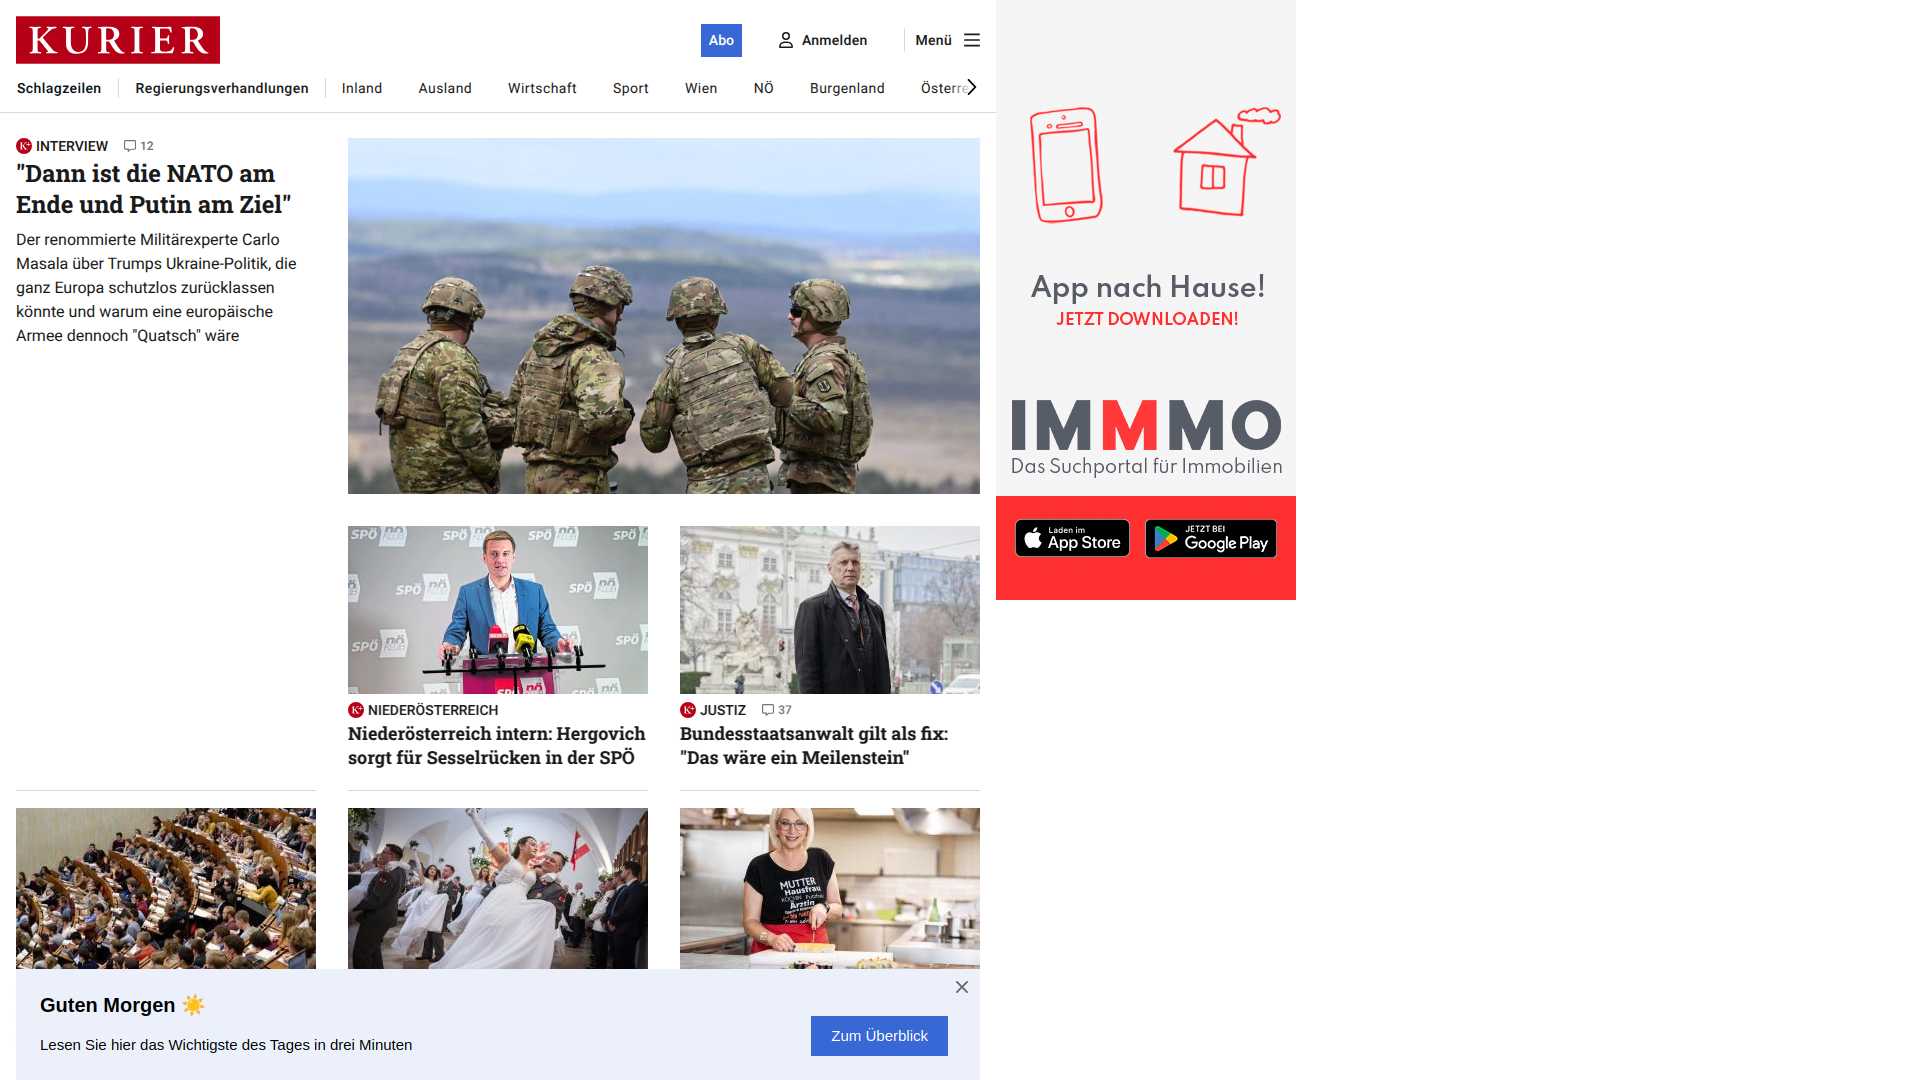 KURIER
Abo
Anmelden
Menü
Schlagzeilen
Regierungsverhandlungen
Inland
Ausland
Wirtschaft
Sport
Wien
NÖ
Burgenland
INTERVIEW 12
"Dann ist die NATO am
Ende und Putin am Ziel"
Der renommierte Militärexperte Carlo
Masala über Trumps Ukraine-Politik, die
ganz Europa schutzlos zurücklassen
könnte und warum eine europäische
Armee dennoch "Quatsch" wäre
NIEDERÖSTERREICH
Niederösterreich intern: Hergovich
sorgt für Sesselrücken in der SPÖ
JUSTIZ 37
Bundesstaatsanwalt gilt als fix:
"Das wäre ein Meilenstein"
MUTTER
Hausfrau
Ärztin
Guten Morgen ☀️
Lesen Sie hier das Wichtigste des Tages in drei Minuten
Zum Überblick
App nach Hause!
JETZT DOWNLOADEN!
IMMMO
Das Suchportal für Immobilien
Laden im
App Store
JETZT BEI
Google Play